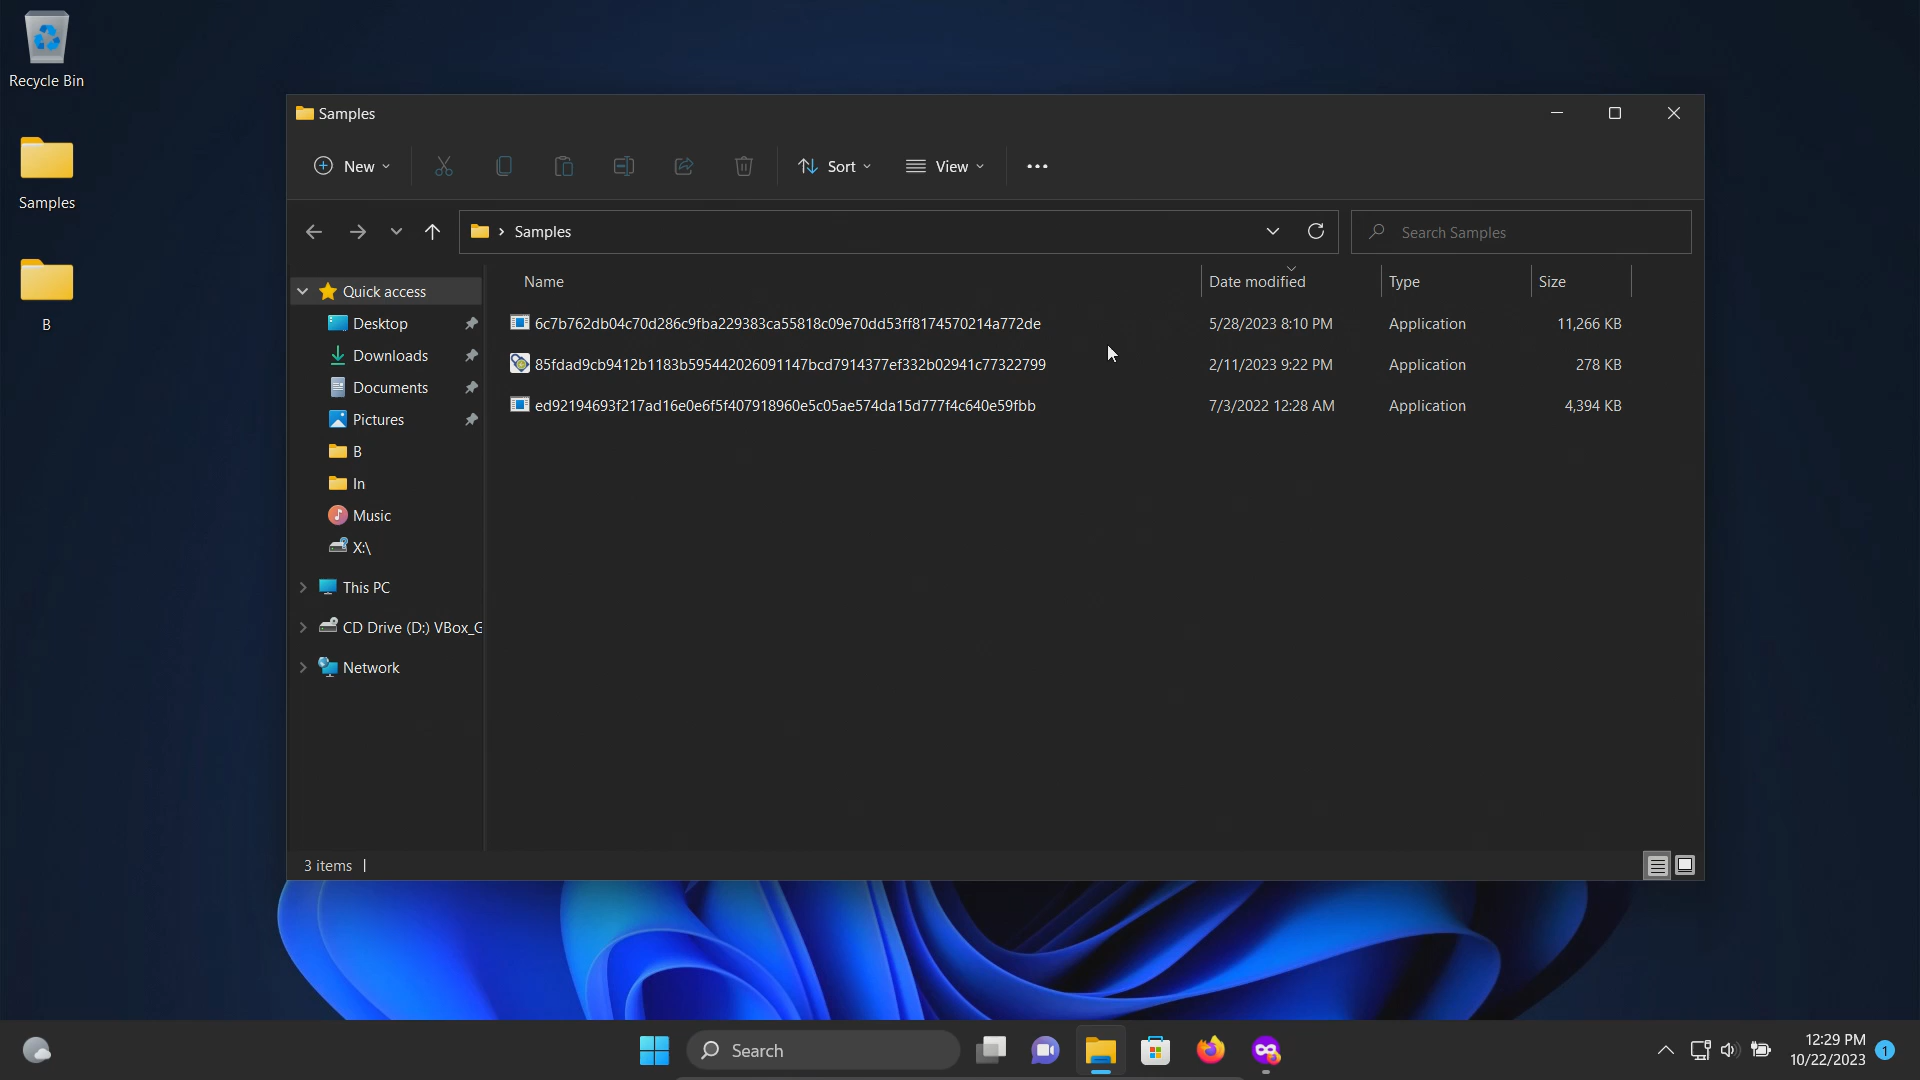 Recycle Bin
Samples
B
Samples
New
Sort
View
Samples
Search Samples
Name Date modified Type Size
6c7b762db04c70d286c9fba229383ca55818c09e70dd53ff8174570214a772de 5/28/2023 8:10 PM Application 11,266 KB
85fdad9cb9412b1183b595442026091147bcd7914377ef332b02941c77322799 2/11/2023 9:22 PM Application 278 KB
ed92194693f217ad16e0e6f5f407918960e5c05ae574da15d777f4c640e59fbb 7/3/2022 12:28 AM Application 4,394 KB
Quick access
Desktop
Downloads
Documents
Pictures
B
In
Music
X:\
This PC
CD Drive (D:) VBox_G
Network
3 items
Search
12:29 PM
10/22/2023
1